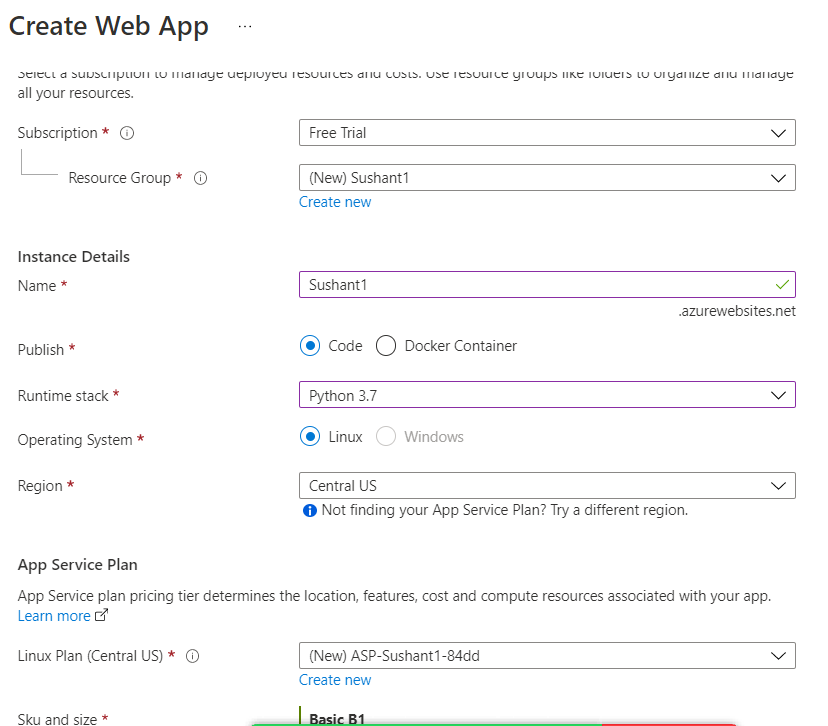 Create Web App ...
Select a subscription to manage deployed resources and costs. Use resource groups like folders to organize and manage
all your resources.
Subscription *
Free Trial
Resource Group *
(New) Sushant1
Create new
Instance Details
Name *
Sushant1
.azurewebsites.net
Publish *
Code Docker Container
Runtime stack *
Python 3.7
Operating System *
Linux Windows
Region *
Central US
Not finding your App Service Plan? Try a different region.
App Service Plan
App Service plan pricing tier determines the location, features, cost and compute resources associated with your app.
Learn more
Linux Plan (Central US) *
(New) ASP-Sushant1-84dd
Create new
Sku and size *
Basic B1